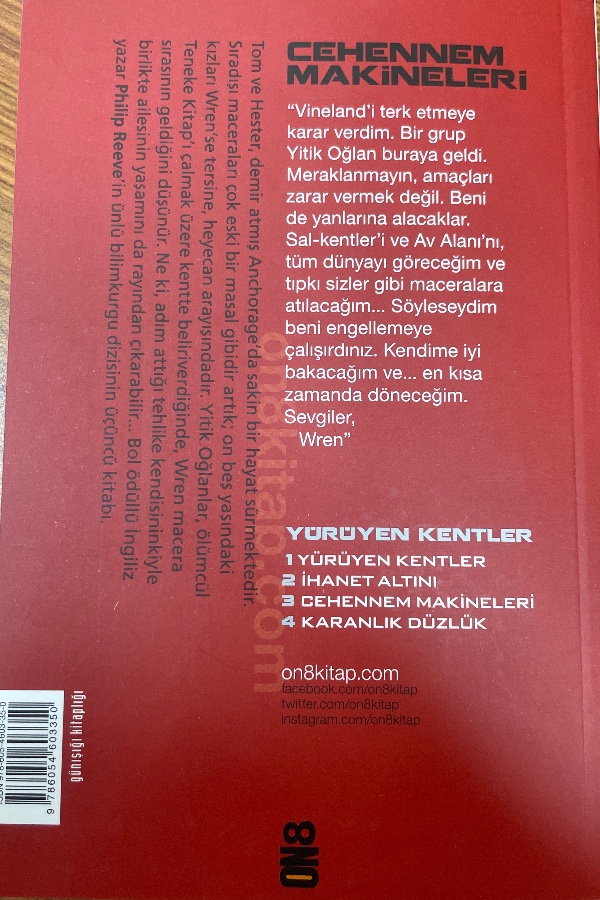 CEHENNEM
MAKİNELERİ
“Vineland’i terk etmeye
karar verdim. Bir grup
Yitik Oğlan buraya geldi.
Meraklanmayın, amaçları
zarar vermek değil. Beni
de yanlarına alacaklar.
Sal-kentler’i ve Av Alanı’nı,
tüm dünyayı göreceğim ve
tıpkı sizler gibi maceralara
atılacağım... Söyleseydim
beni engellemeye
çalışırdınız. Kendime iyi
bakacağım ve... en kısa
zamanda döneceğim.
Sevgiler,
Wren”
Tom ve Hester, demir atmış Anchorage’da sakin bir hayat sürmektedir.
Sıradışı maceraları çok eski bir masal gibidir artık; on beş yaşındaki
kızları Wren’se tersine, heyecan arayışındadır. Yitik Oğlanlar, ölümcül
Teneke Kitap’ı çalmak üzere kentte beliriverdiğinde, Wren macera
sırasının geldiğini düşünür. Ne ki, adım attığı tehlike kendisininkiyle
birlikte ailesinin yaşamını da rayından çıkarabilir... Bol ödüllü İngiliz
yazar Philip Reeve’in ünlü bilimkurgu dizisinin üçüncü kitabı.
on8kitap.com
YÜRÜYEN KENTLER
1 YÜRÜYEN KENTLER
2 İHANET ALTINI
3 CEHENNEM MAKİNELERİ
4 KARANLIK DÜZLÜK
on8kitap.com
facebook.com/on8kitap
twitter.com/on8kitap
instagram.com/on8kitap
günışığı kitaplığı
9 786054 603350
ON8